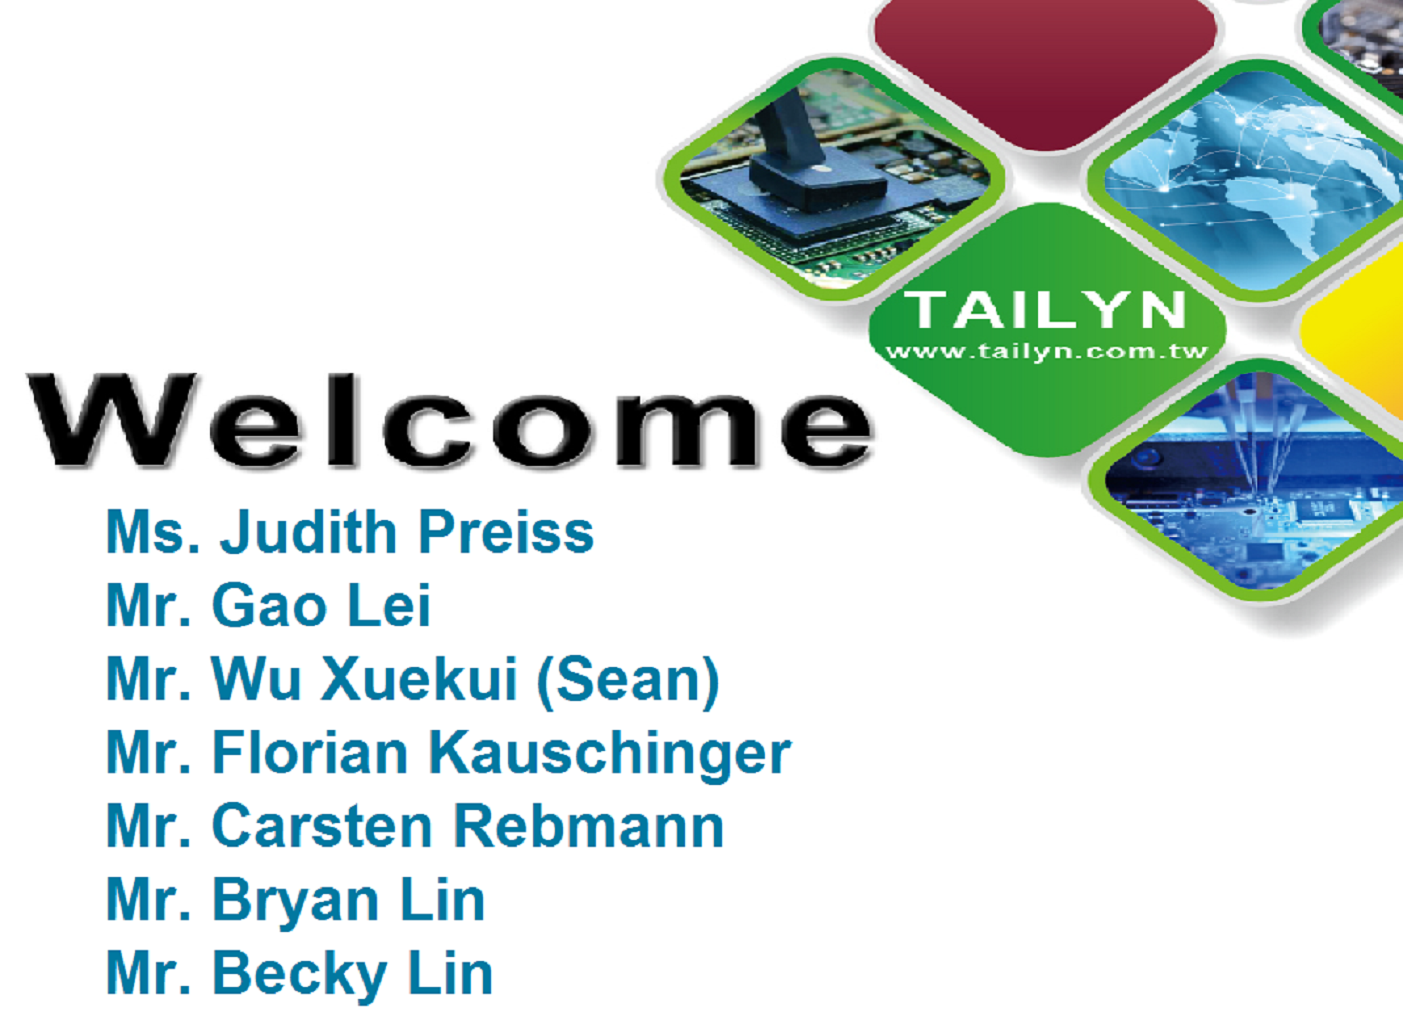 TAILYN
www.tailyn.com.tw
Welcome
Ms. Judith Preiss
Mr. Gao Lei
Mr. Wu Xuekui (Sean)
Mr. Florian Kauschinger
Mr. Carsten Rebmann
Mr. Bryan Lin
Mr. Becky Lin